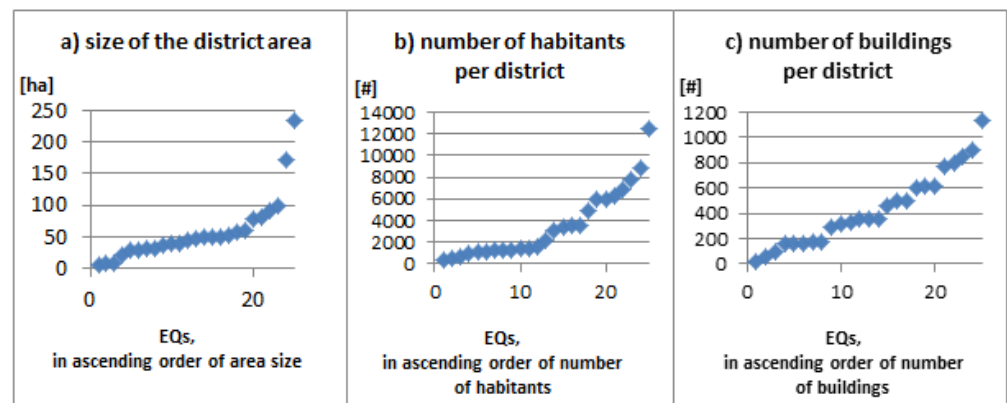 a) size of the district area
[ha]
250
200
150
100
50
0
0
20
EQs,
in ascending order of area size
b) number of habitants
per district
[#]
14000
12000
10000
8000
6000
4000
2000
0
0
10
20
EQs,
in ascending order of number
of habitants
c) number of buildings
per district
[#]
1200
1000
800
600
400
200
0
0
10
20
EQs,
in ascending order of number
of buildings